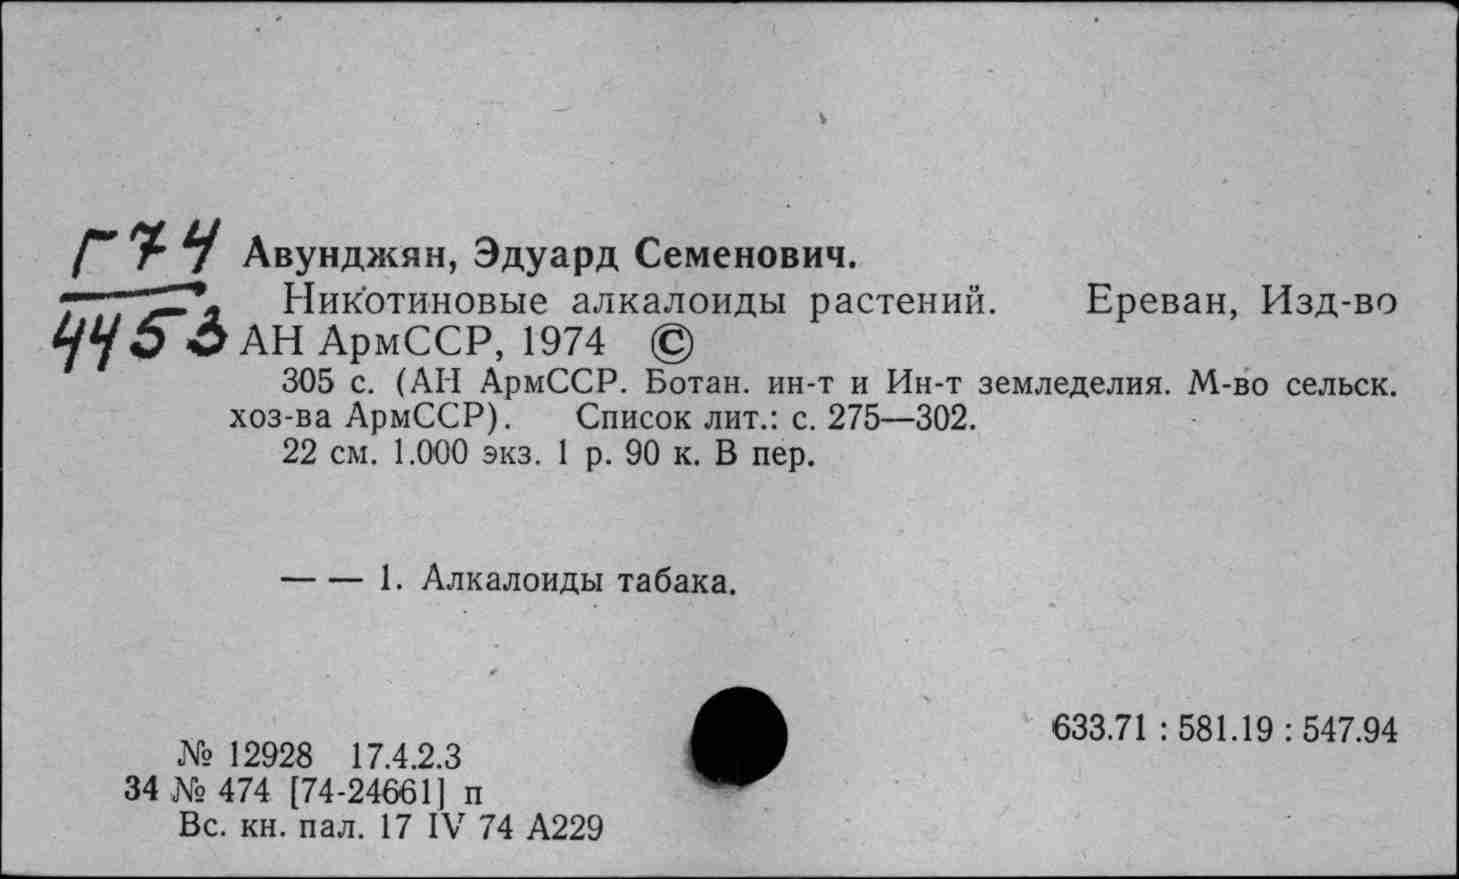 Г74 Авунджян, Эдуард Семенович.
Никотиновые алкалоиды растений. Ереван, Изд-во
АН АрмССР, 1974 ©
305 с. (АН АрмССР. Ботан. ин-т и Ин-т земледелия. М-во сельск.
хоз-ва АрмССР). Список лит.: с. 275—302.
22 см. 1.000 экз. 1 р. 90 к. В пер.
— — 1. Алкалоиды табака.
633.71 : 581.19 : 547.94
№ 12928 17.4.2.3
34 № 474 [74-24661] п
Вс. кн. пал. 17 IV 74 А229